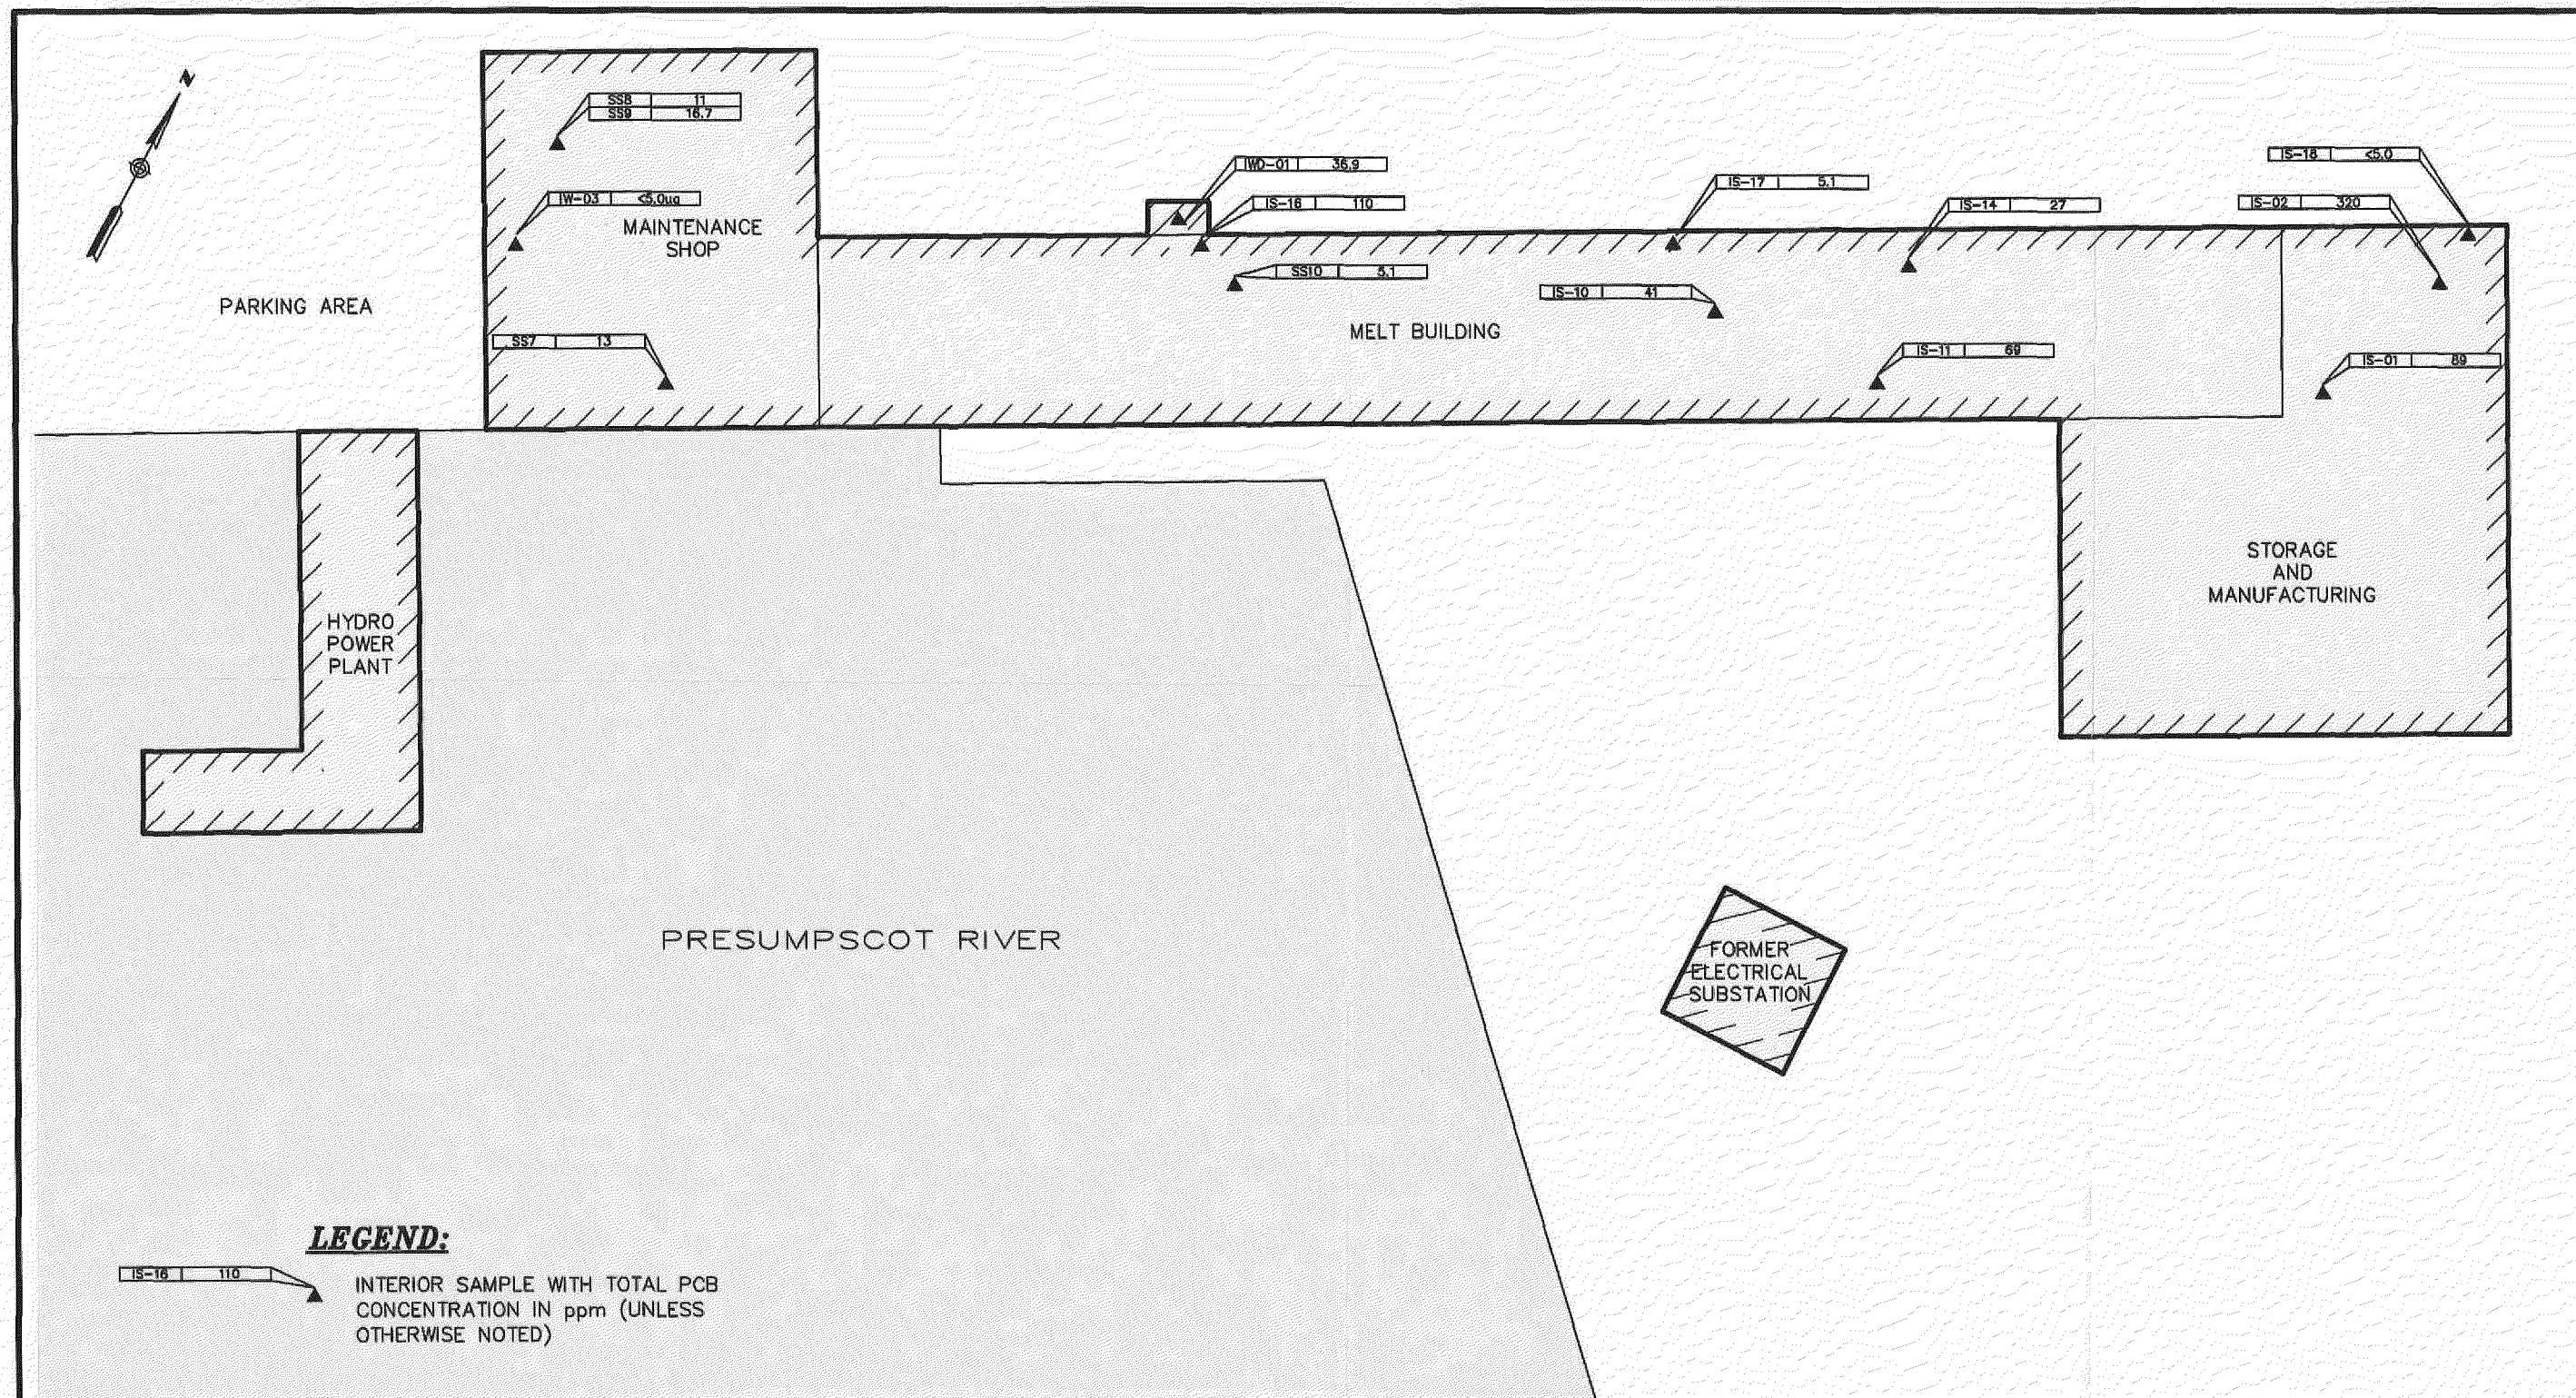 N
SS8 11
SS9 16.7
IW-03 <5.0ug
MAINTENANCE
SHOP
PARKING AREA
SS7 13
IWD-01 36.9
IS-16 110
SS10 5.1
IS-17 5.1
IS-14 27
IS-18 <5.0
IS-02 320
IS-10 41
MELT BUILDING
IS-11 69
IS-01 89
STORAGE
AND
MANUFACTURING
HYDRO
POWER
PLANT
PRESUMPSCOT RIVER
FORMER
ELECTRICAL
SUBSTATION
LEGEND:
IS-16 110
INTERIOR SAMPLE WITH TOTAL PCB
CONCENTRATION IN ppm (UNLESS
OTHERWISE NOTED)